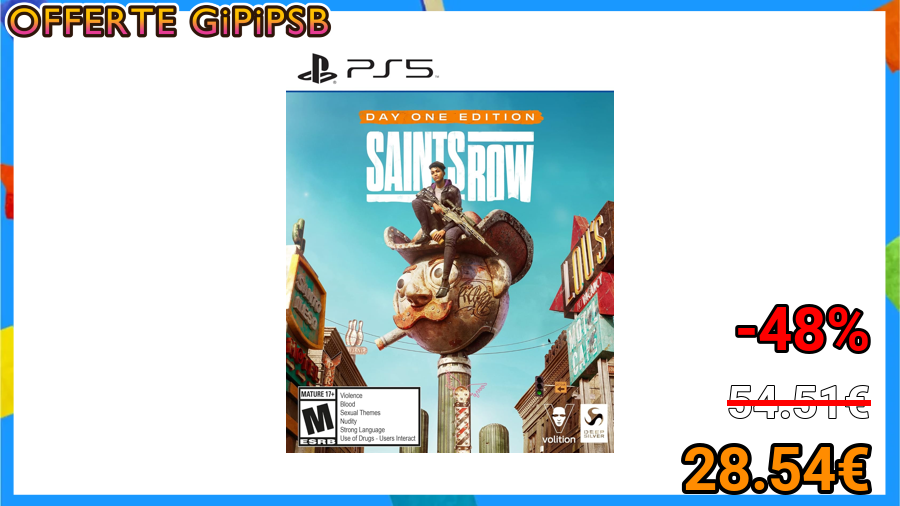 OFFERTE GiPiPSB
PS5
DAY ONE EDITION
SAINTS ROW
LOU'S
MATURE 17+
M
ESRB
Violence
Blood
Sexual Themes
Nudity
Strong Language
Use of Drugs - Users Interact
volition
DEEP
SILVER
-48%
54.51€
28.54€